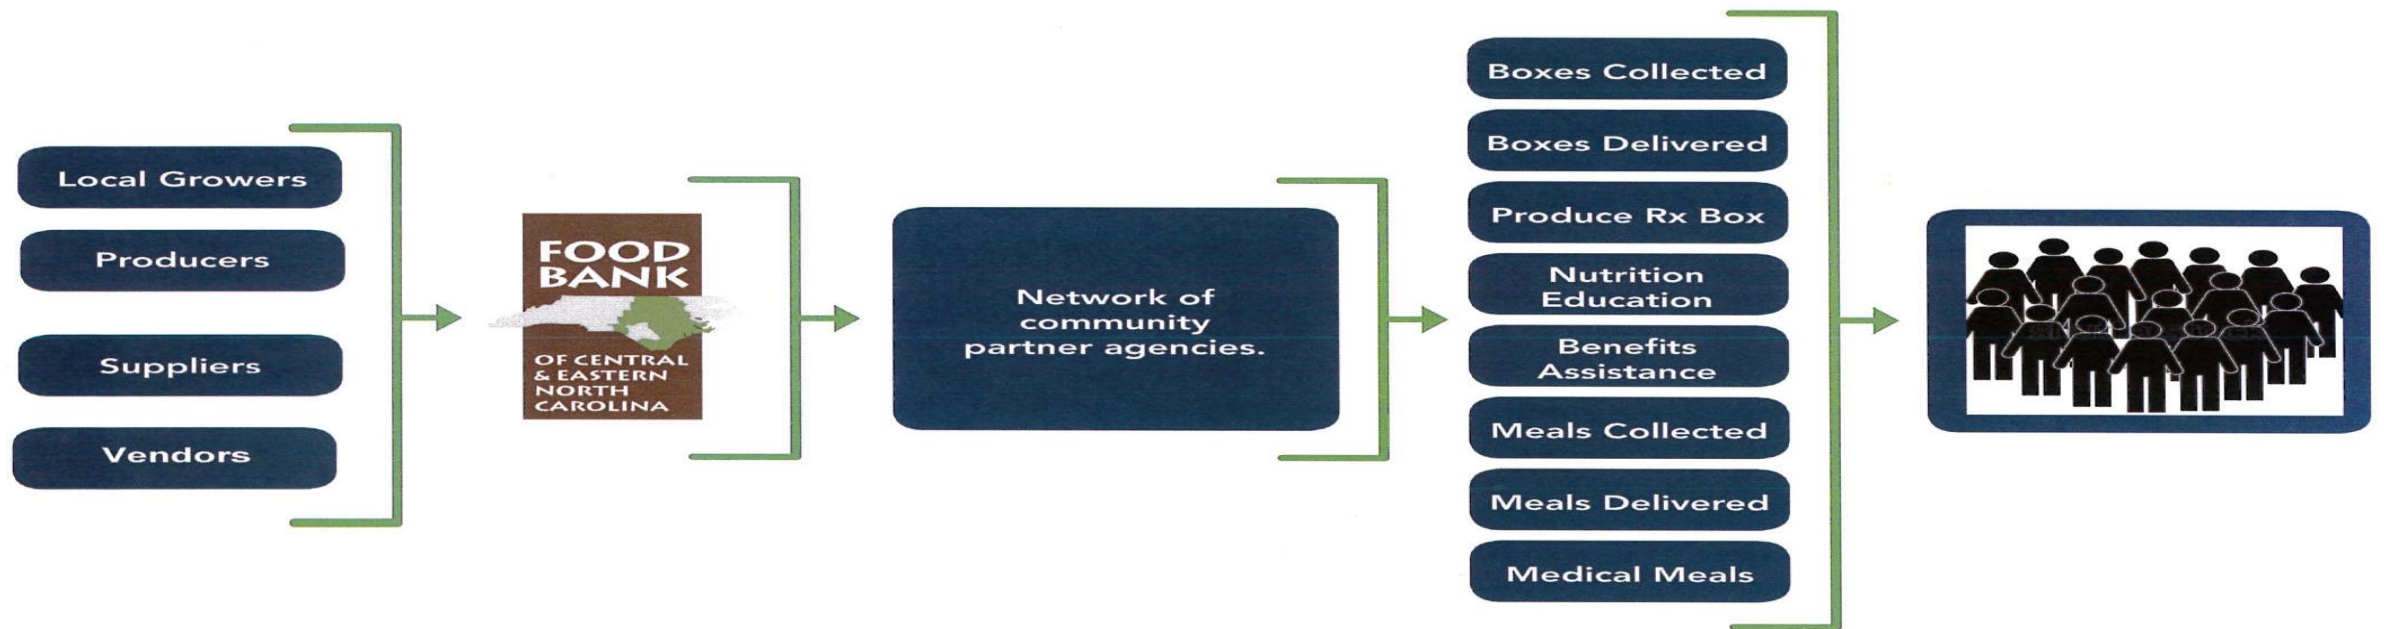 Local Growers
Producers
Suppliers
Vendors
FOOD
BANK
OF CENTRAL
& EASTERN
NORTH
CAROLINA
Network of
community
partner agencies.
Boxes Collected
Boxes Delivered
Produce Rx Box
Nutrition
Education
Benefits
Assistance
Meals Collected
Meals Delivered
Medical Meals